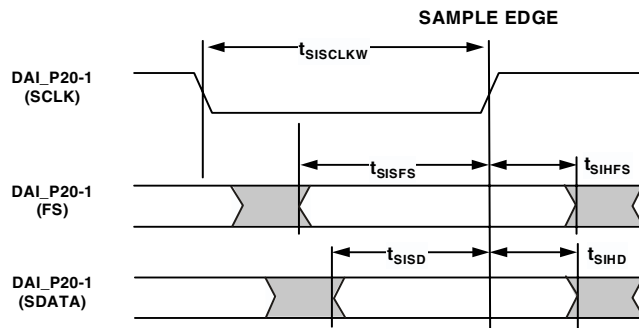 SAMPLE EDGE
tSISCLKW
DAI_P20-1
(SCLK)
tSISFS
tSIHFS
DAI_P20-1
(FS)
tSISD
tSIHD
DAI_P20-1
(SDATA)